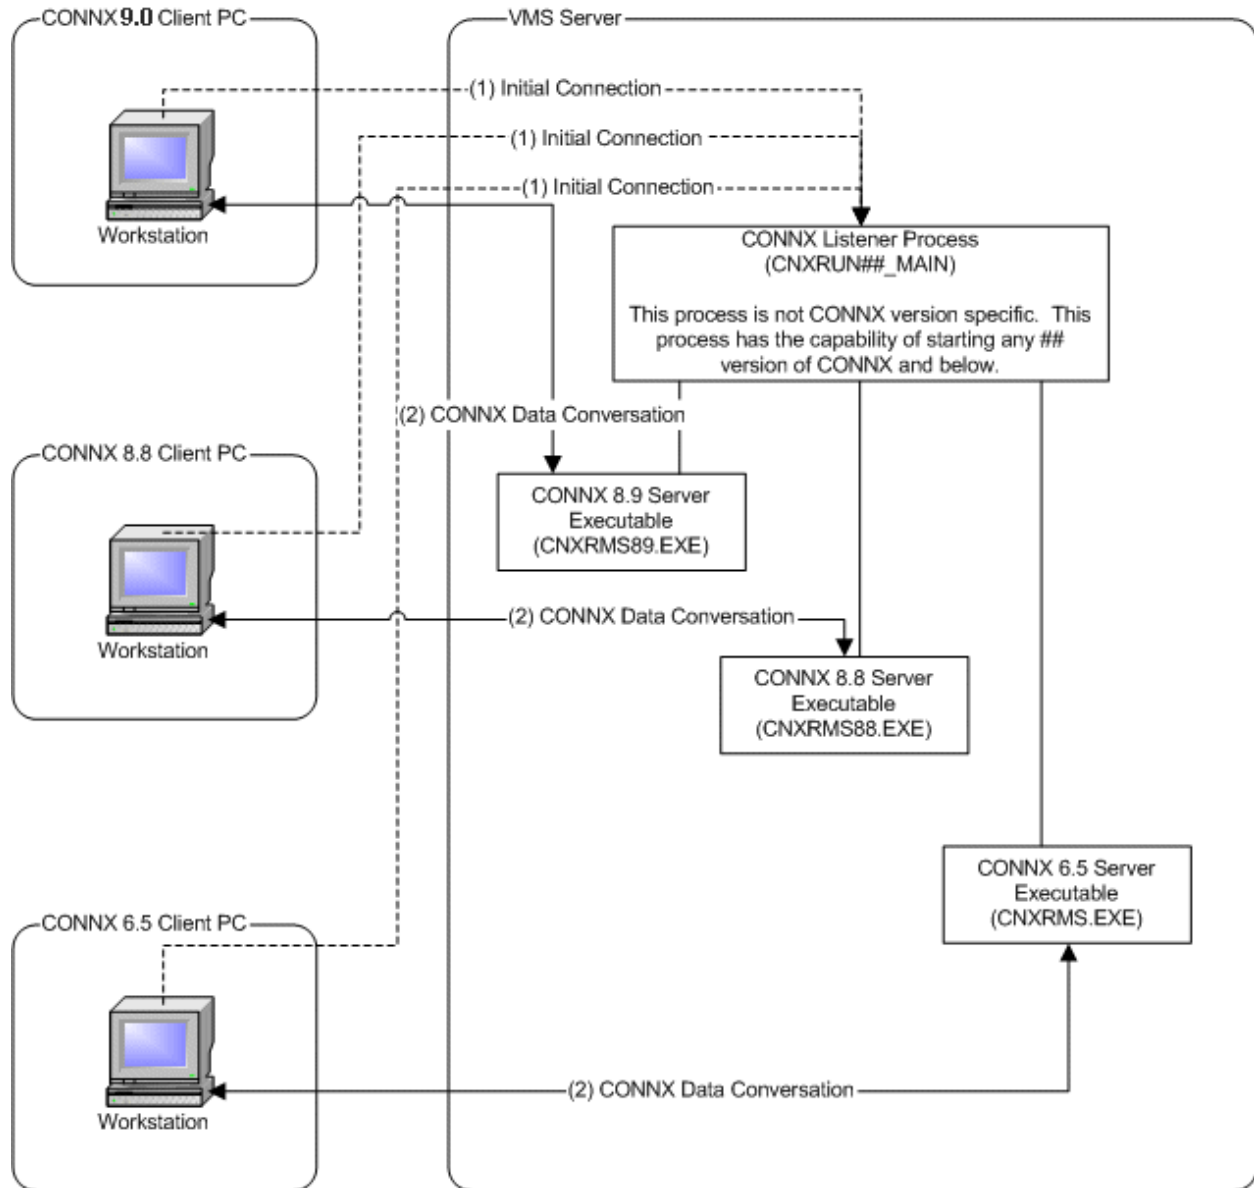 CONNX 9.0 Client PC
VMS Server
(1) Initial Connection
(1) Initial Connection
(1) Initial Connection
Workstation
CONNX Listener Process
(CNXRUN##_MAIN)
This process is not CONNX version specific. This
process has the capability of starting any ##
version of CONNX and below.
(2) CONNX Data Conversation
CONNX 8.8 Client PC
CONNX 8.9 Server
Executable
(CNXRMS89.EXE)
(2) CONNX Data Conversation
Workstation
CONNX 8.8 Server
Executable
(CNXRMS88.EXE)
CONNX 6.5 Server
Executable
(CNXRMS.EXE)
CONNX 6.5 Client PC
(2) CONNX Data Conversation
Workstation